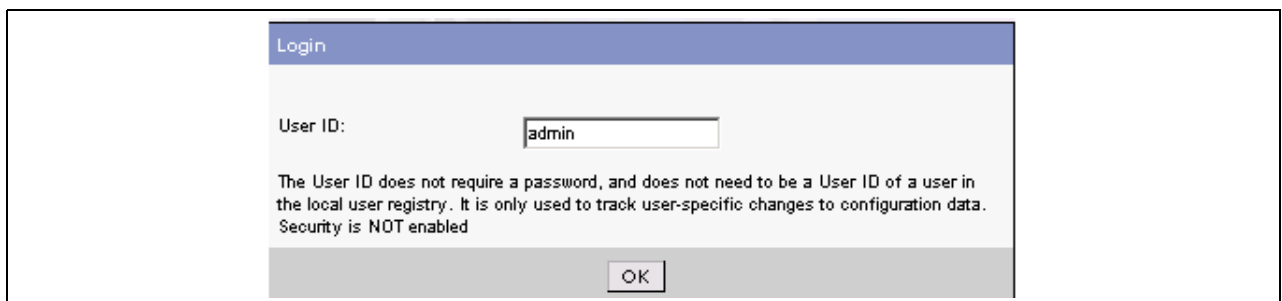 Login
User ID:
admin
The User ID does not require a password, and does not need to be a User ID of a user in
the local user registry. It is only used to track user-specific changes to configuration data.
Security is NOT enabled
OK